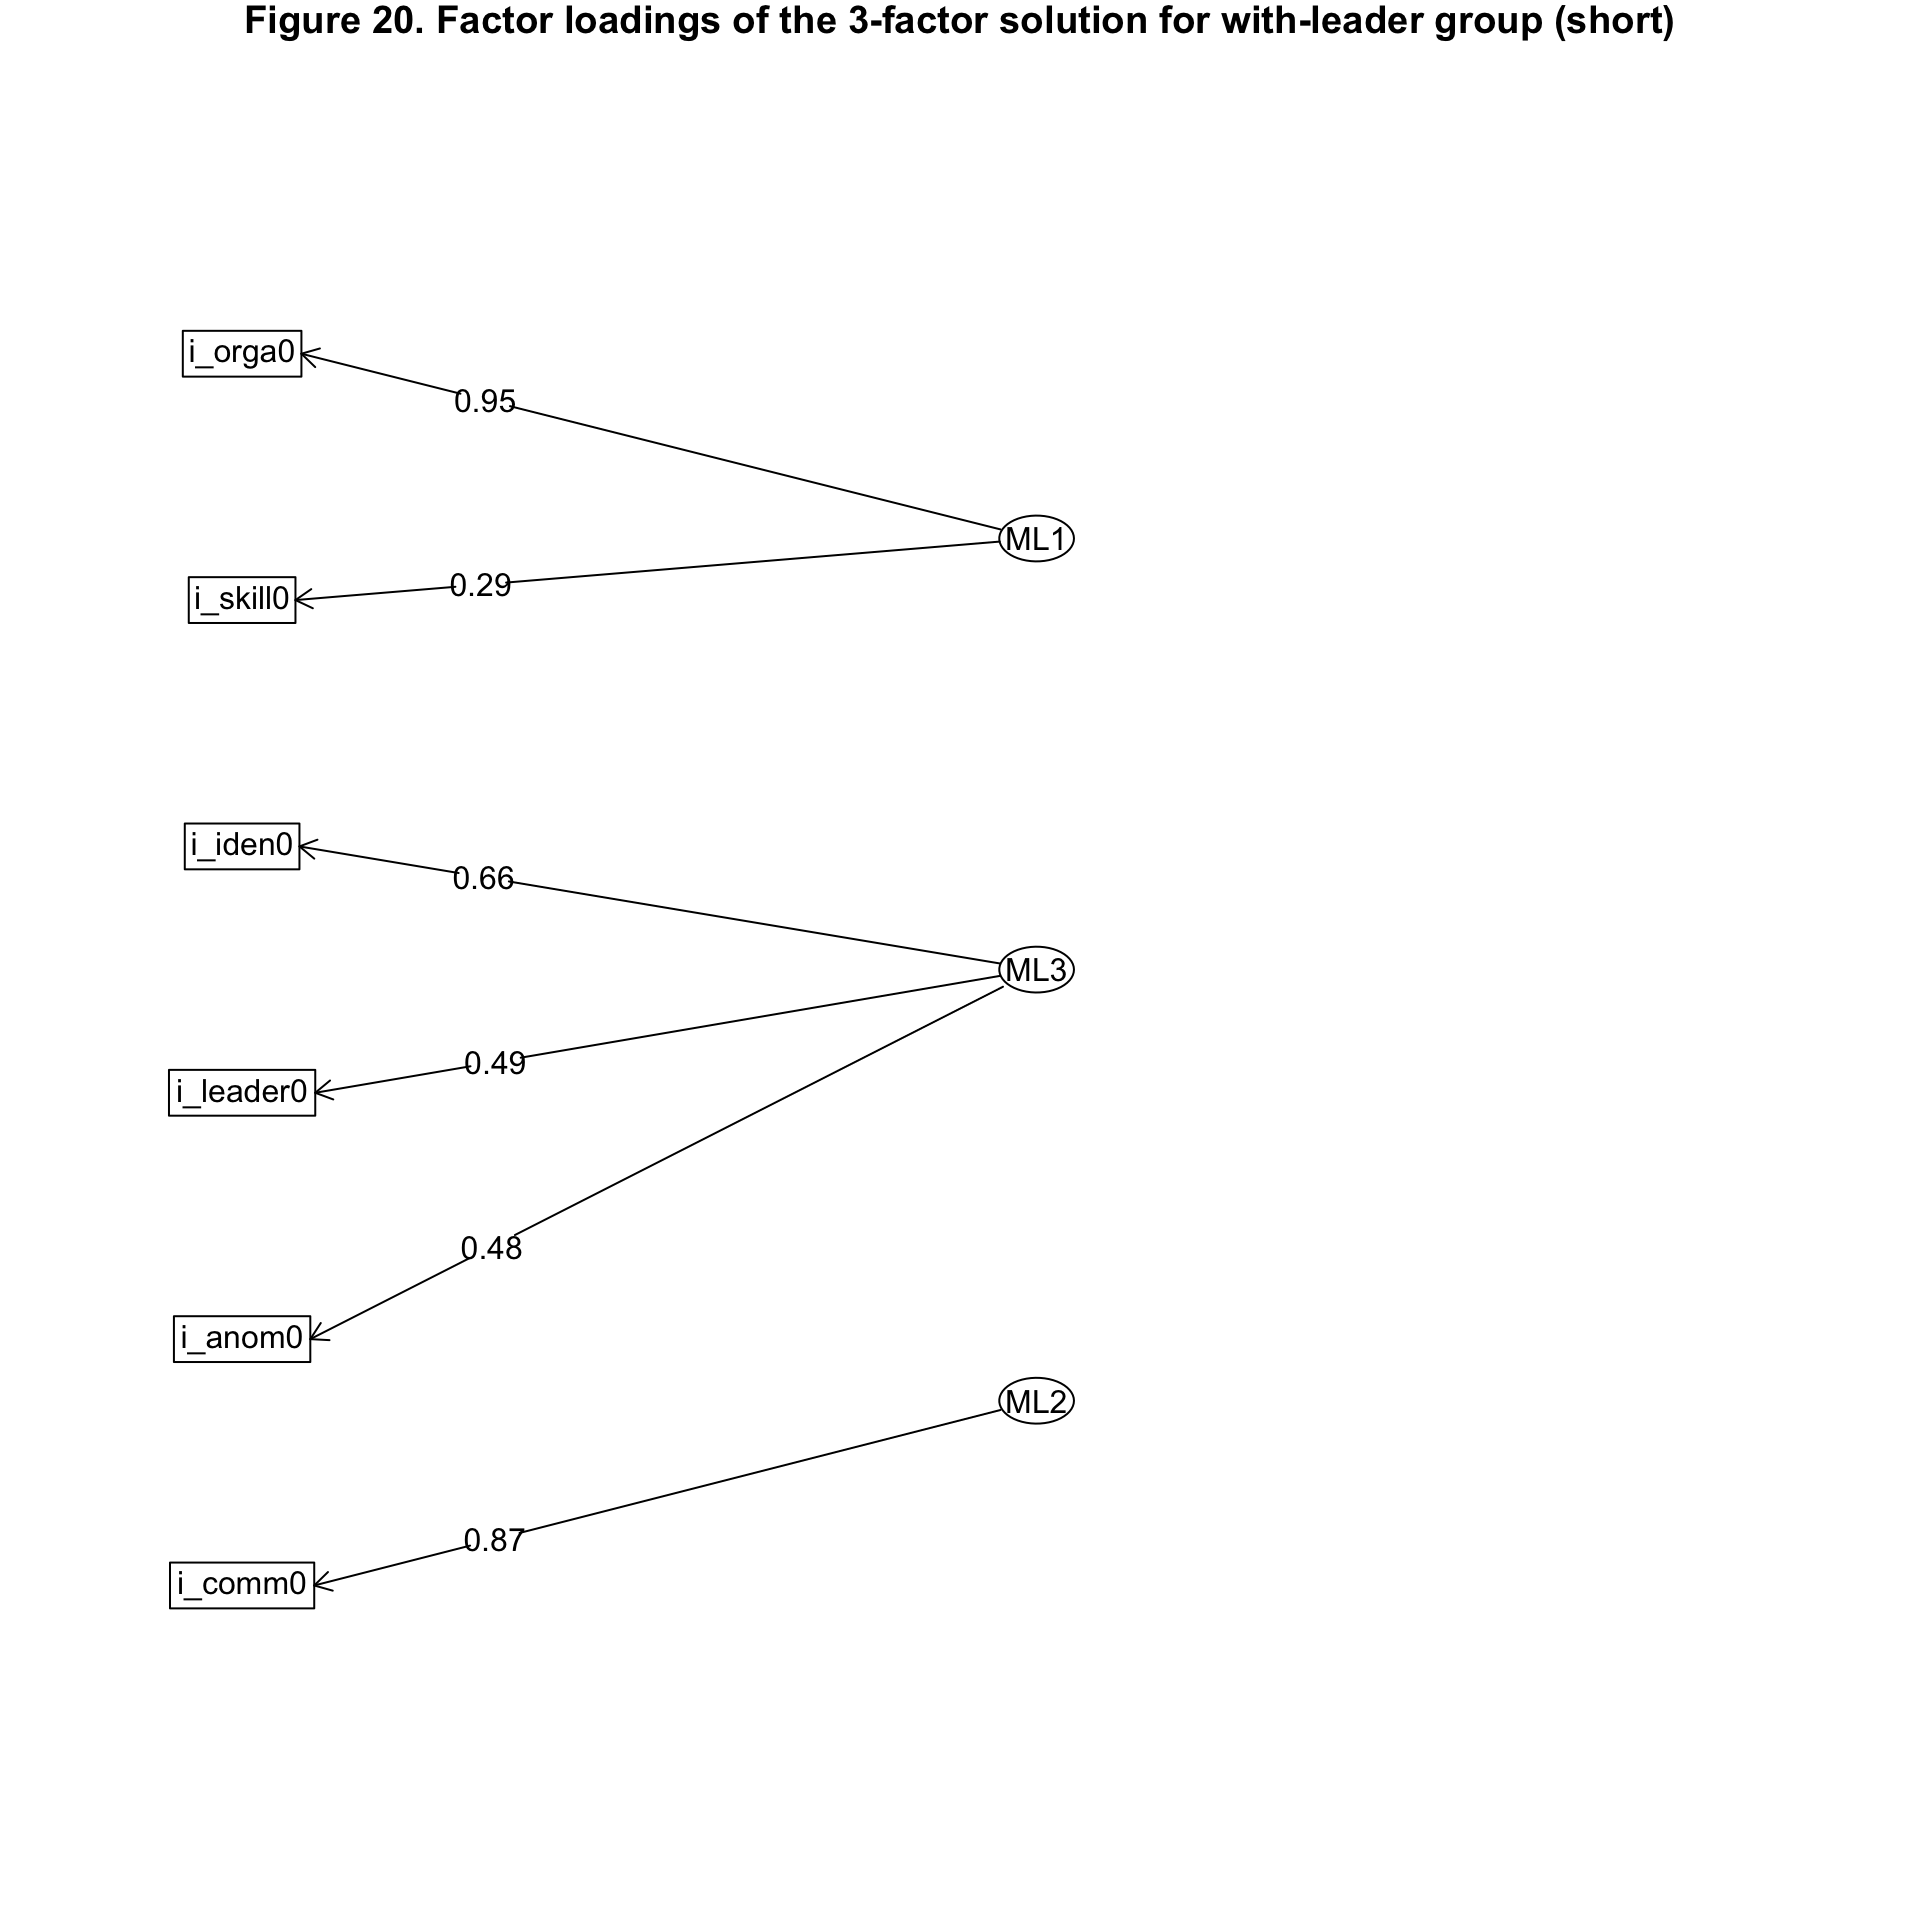 Figure 20. Factor loadings of the 3-factor solution for with-leader group (short)
i_orga0
0.95
ML1
i_skill0
0.29
i_iden0
0.66
ML3
i_leader0
0.49
i_anom0
0.48
ML2
i_comm0
0.87